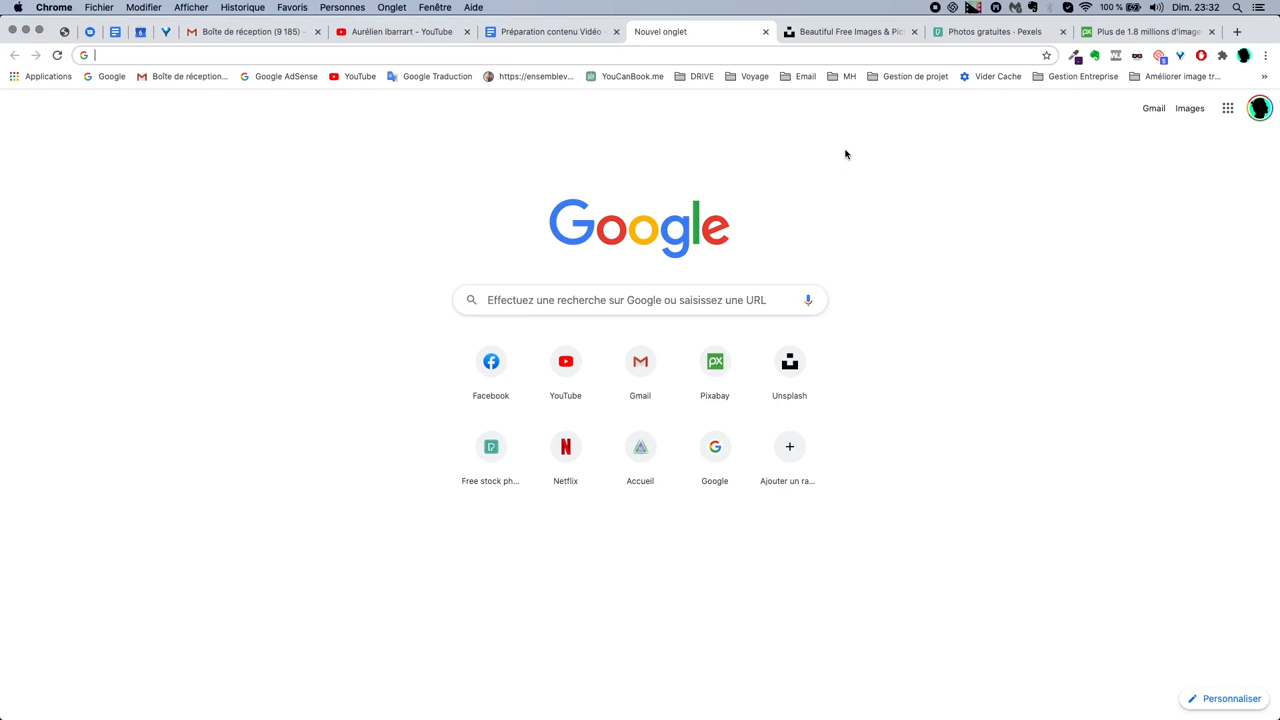 Chrome Fichier Modifier Afficher Historique Favoris Personnes Onglet Fenêtre Aide 100 % Dim. 23:32
Boîte de réception (9 185) - Aurélien Ibarrart - YouTube Préparation contenu Vidéo - Nouvel onglet Beautiful Free Images & Pict Photos gratuites · Pexels Plus de 1.8 millions d'image
Applications Google Boîte de réception... Google AdSense YouTube Google Traduction https://ensemblev... YouCanBook.me DRIVE Voyage Email MH Gestion de projet Vider Cache Gestion Entreprise Améliorer image tr... »
Gmail Images
Google
Effectuez une recherche sur Google ou saisissez une URL
Facebook YouTube Gmail Pixabay Unsplash
Free stock ph... Netflix Accueil Google Ajouter un ra...
Personnaliser